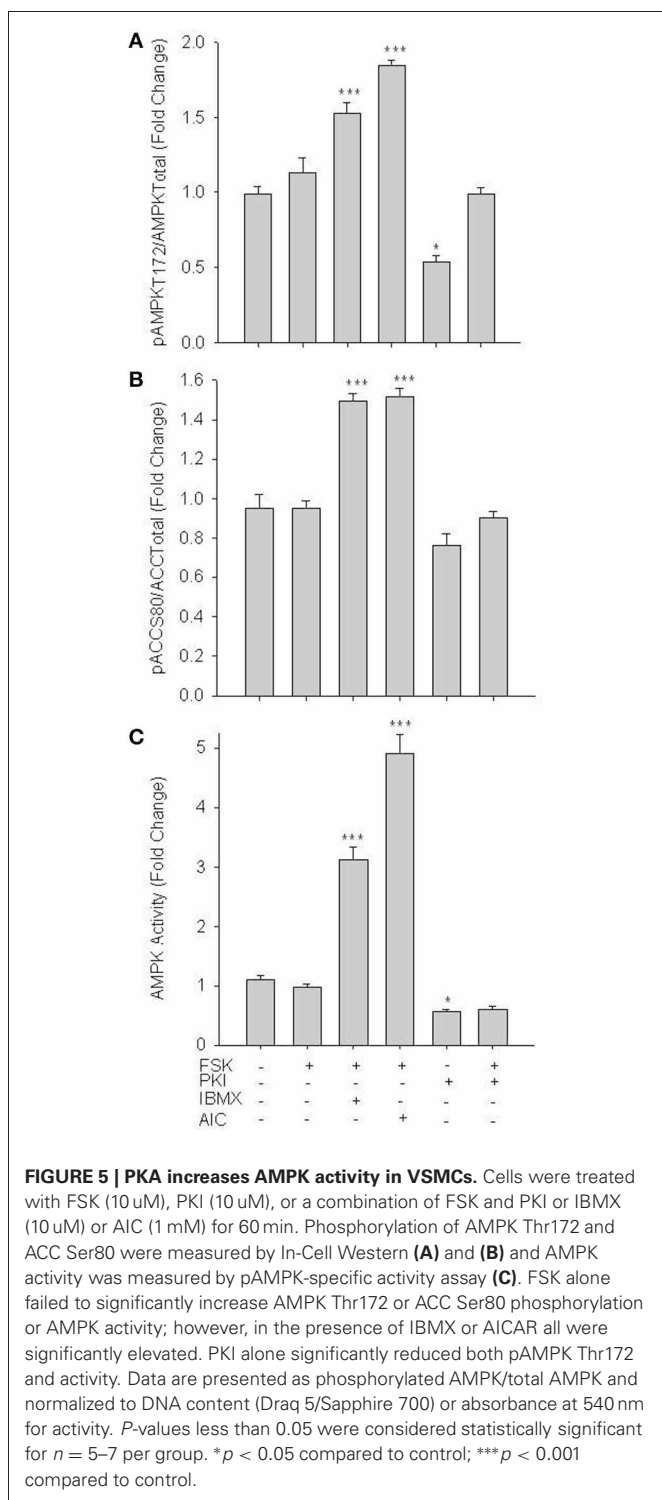 A
pAMPKT172/AMPKTotal (Fold Change)
2.0
1.5
1.0
0.5
0.0
***
***
*
B
pACCS80/ACCTotal (Fold Change)
1.6
1.4
1.2
1.0
0.8
0.6
0.4
0.2
0.0
***
***
C
AMPK Activity (Fold Change)
5
4
3
2
1
0
***
***
*
FSK - + + + - +
PKI - - - - + +
IBMX - - + - - -
AIC - - - + - -
FIGURE 5 | PKA increases AMPK activity in VSMCs. Cells were treated
with FSK (10 uM), PKI (10 uM), or a combination of FSK and PKI or IBMX
(10 uM) or AIC (1 mM) for 60 min. Phosphorylation of AMPK Thr172 and
ACC Ser80 were measured by In-Cell Western (A) and (B) and AMPK
activity was measured by pAMPK-specific activity assay (C). FSK alone
failed to significantly increase AMPK Thr172 or ACC Ser80 phosphorylation
or AMPK activity; however, in the presence of IBMX or AICAR all were
significantly elevated. PKI alone significantly reduced both pAMPK Thr172
and activity. Data are presented as phosphorylated AMPK/total AMPK and
normalized to DNA content (Draq 5/Sapphire 700) or absorbance at 540 nm
for activity. P-values less than 0.05 were considered statistically significant
for n = 5–7 per group. *p < 0.05 compared to control; ***p < 0.001
compared to control.